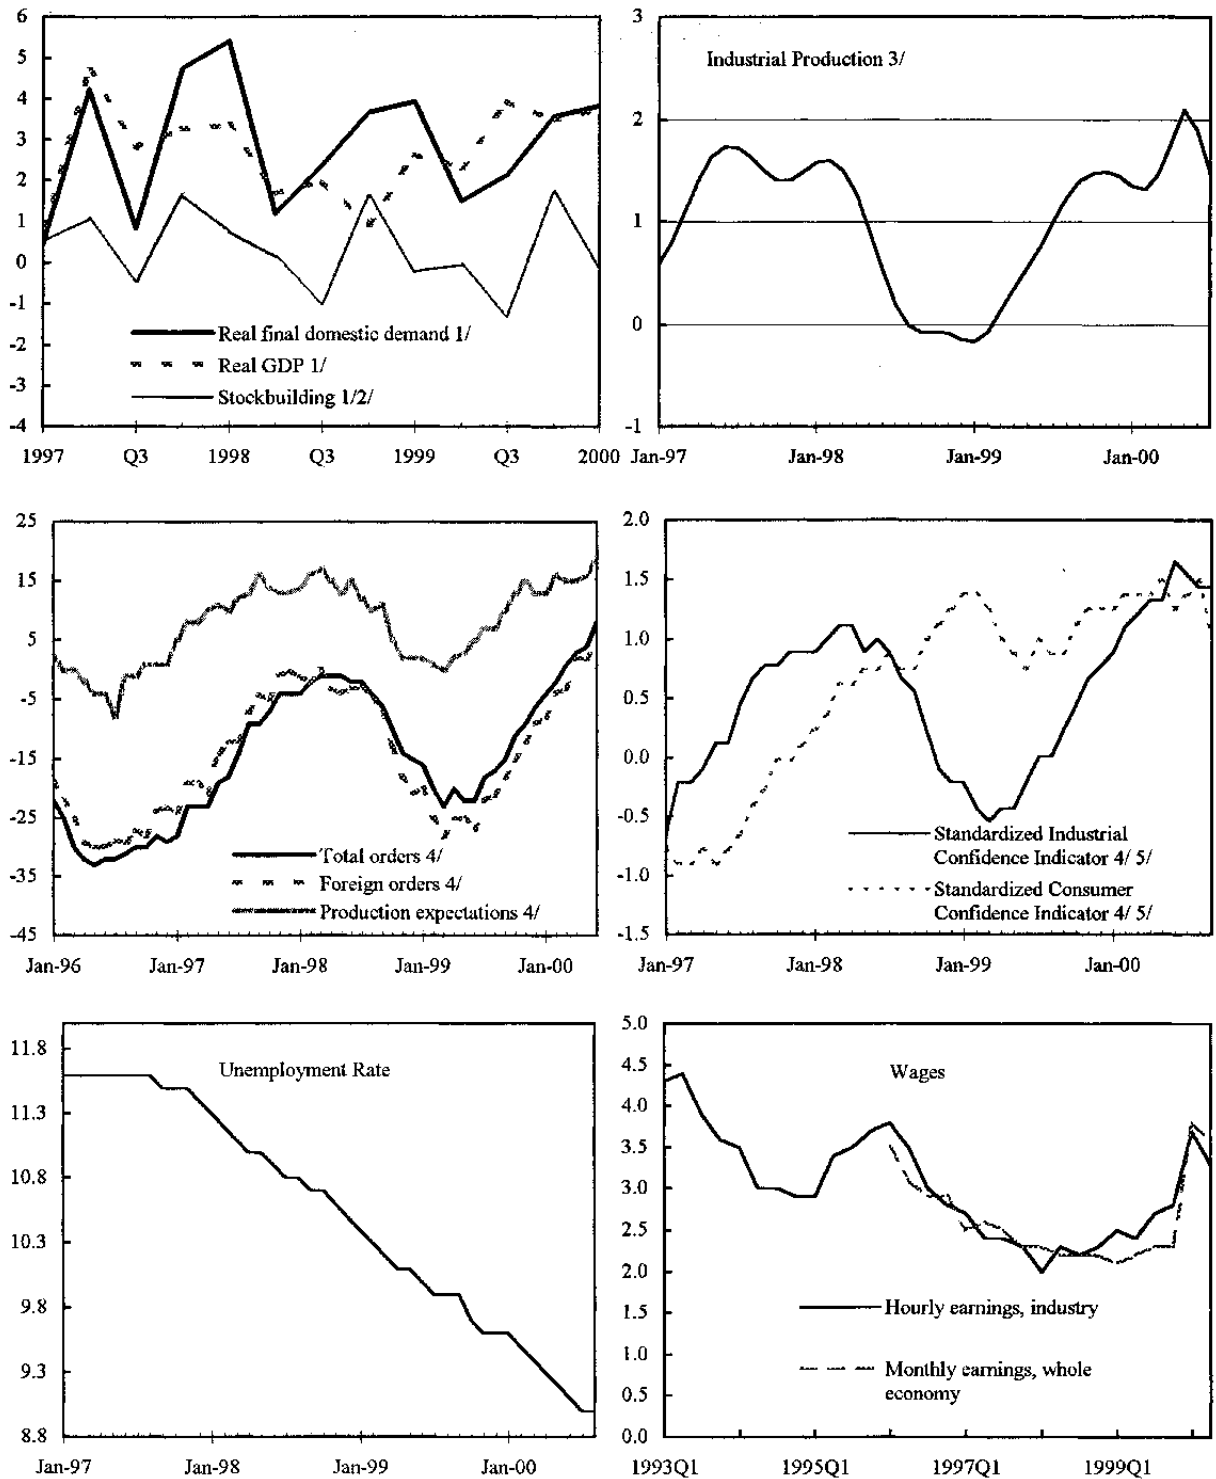 6
5
4
3
2
1
0
-1
-2
-3
-4
Real final domestic demand 1/
Real GDP 1/
Stockbuilding 1/2/
1997 Q3 1998 Q3 1999 Q3 2000
3
2
1
0
-1
Industrial Production 3/
Jan-97 Jan-98 Jan-99 Jan-00
25
15
5
-5
-15
-25
-35
-45
Total orders 4/
Foreign orders 4/
Production expectations 4/
Jan-96 Jan-97 Jan-98 Jan-99 Jan-00
2.0
1.5
1.0
0.5
0.0
-0.5
-1.0
-1.5
Standardized Industrial
Confidence Indicator 4/ 5/
Standardized Consumer
Confidence Indicator 4/ 5/
Jan-97 Jan-98 Jan-99 Jan-00
11.8
11.3
10.8
10.3
9.8
9.3
8.8
Unemployment Rate
Jan-97 Jan-98 Jan-99 Jan-00
5.0
4.5
4.0
3.5
3.0
2.5
2.0
1.5
1.0
0.5
0.0
Wages
Hourly earnings, industry
Monthly earnings, whole
economy
1993Q1 1995Q1 1997Q1 1999Q1